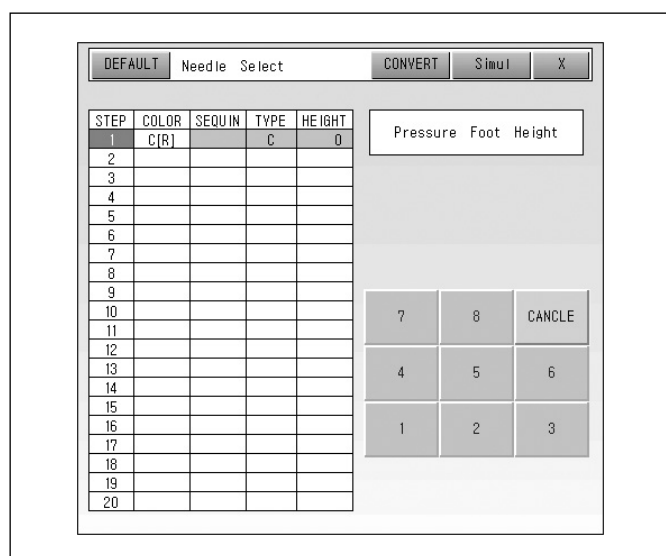 DEFAULT Needle Select CONVERT Simul X
STEP COLOR SEQUIN TYPE HEIGHT
Pressure Foot Height
1 C[R] C 0
2
3
4
5
6
7
8
9
10
11
12
13
14
15
16
17
18
19
20
7 8 CANCLE
4 5 6
1 2 3